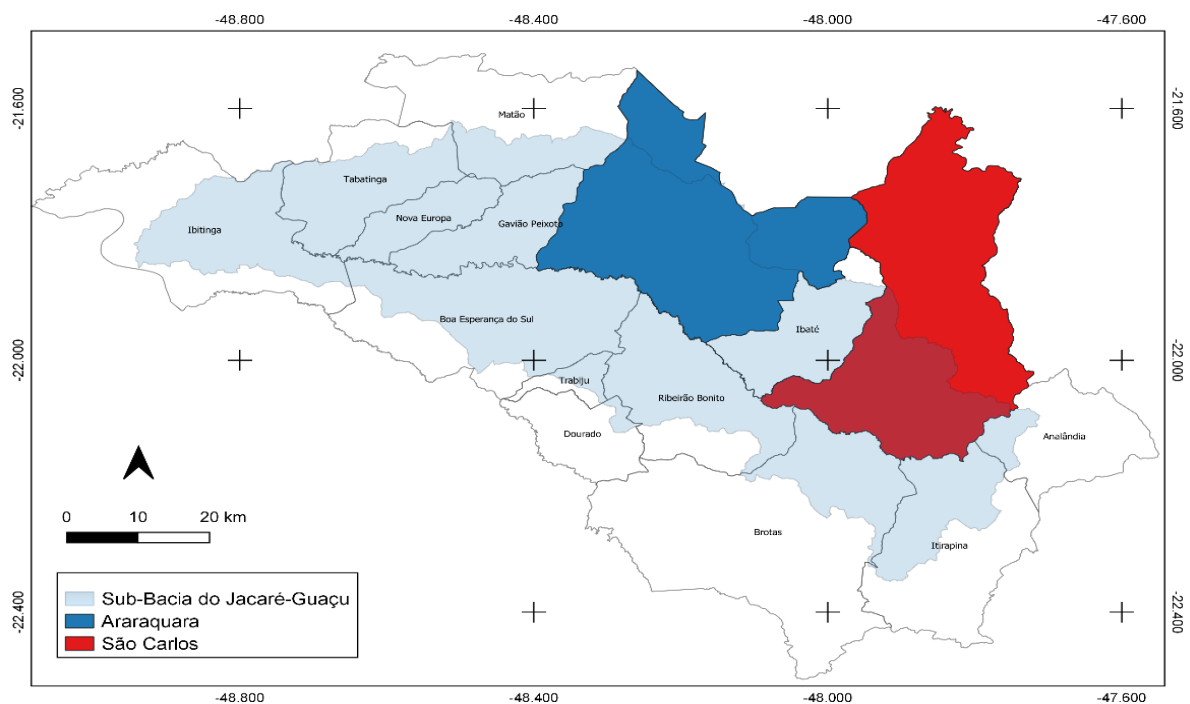 -48.800 -48.400 -48.000 -47.600
-21.600
-21.600
Matão
Tabatinga
Nova Europa
Gavião Peixoto
Ibitinga
Boa Esperança do Sul
Ibaté
-22.000
-22.000
Trabiju
Ribeirão Bonito
Dourado
Analândia
0 10 20 km
Brotas
Itirapina
Sub-Bacia do Jacaré-Guaçu
Araraquara
São Carlos
-22.400
-22.400
-48.800 -48.400 -48.000 -47.600